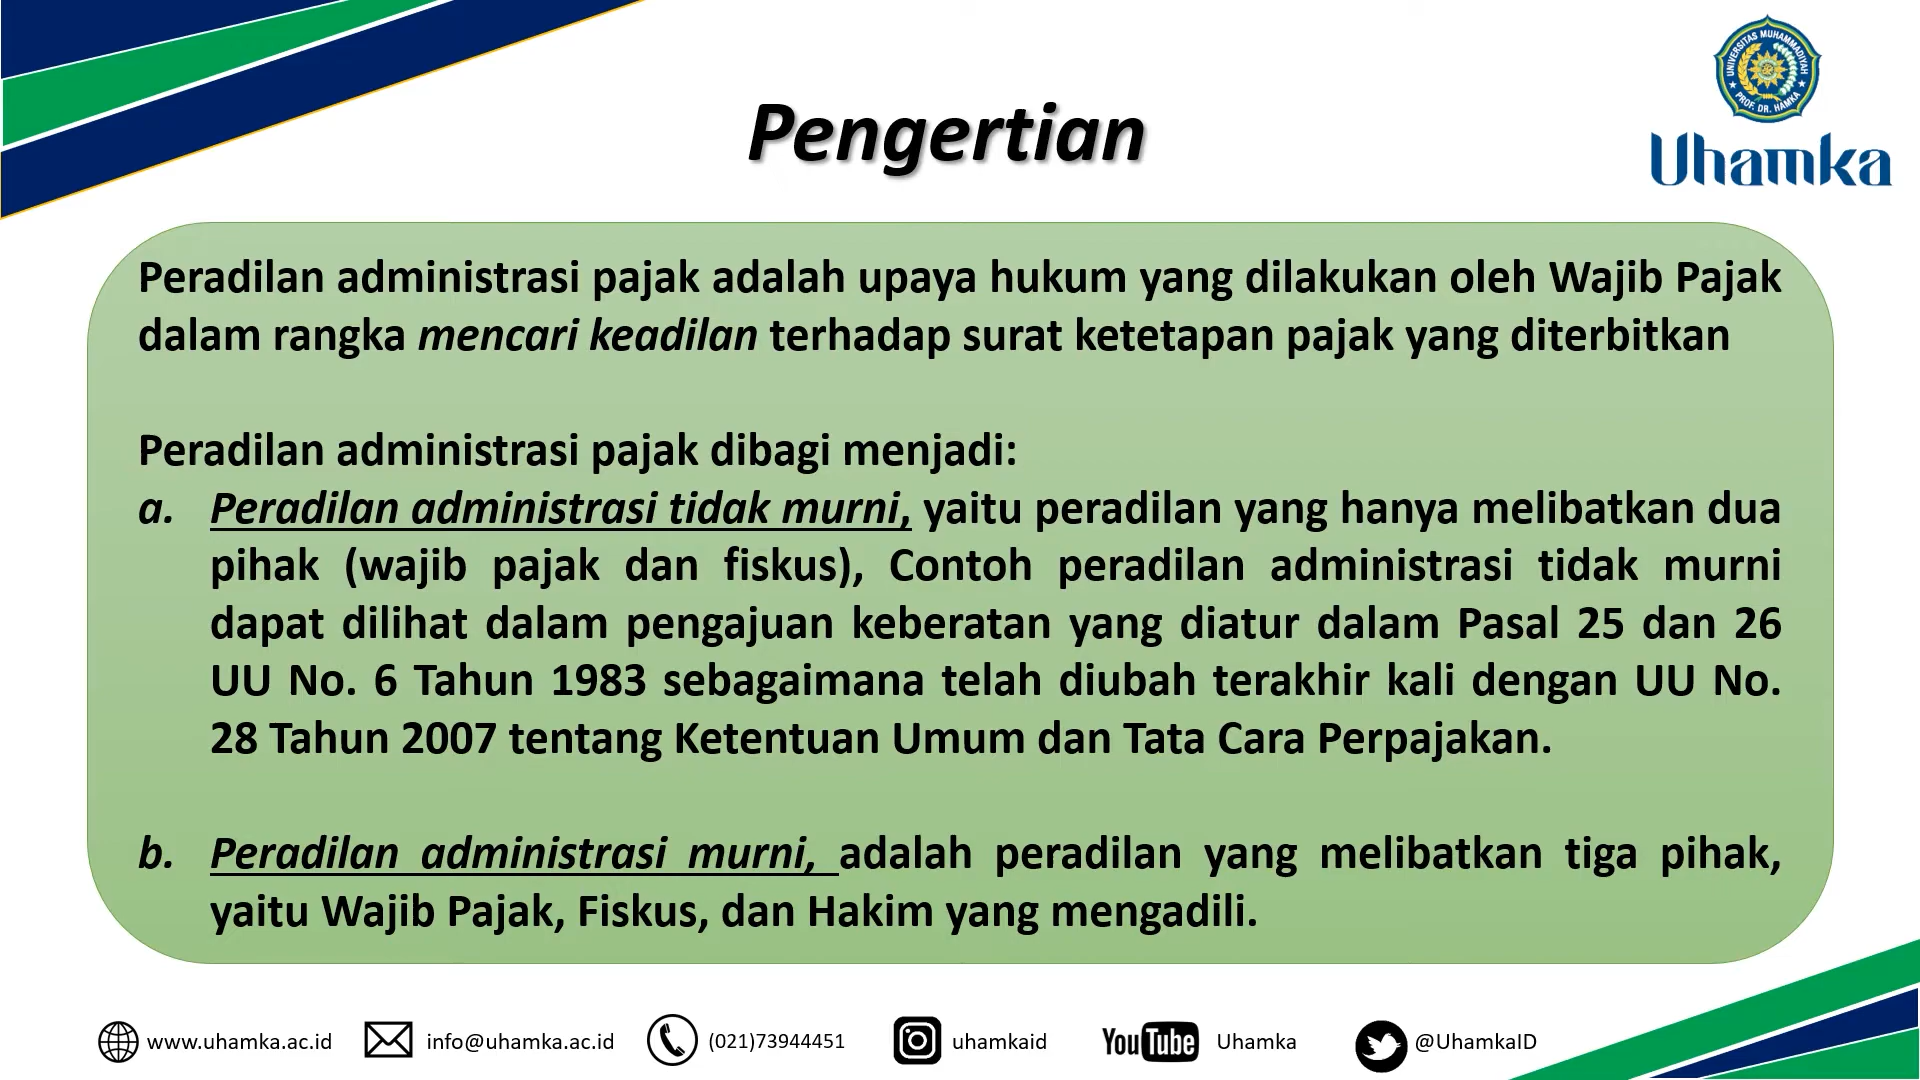 UNIVERSITAS MUHAMMADIYAH
PROF. DR. HAMKA
Uhamka
Pengertian
Peradilan administrasi pajak adalah upaya hukum yang dilakukan oleh Wajib Pajak
dalam rangka mencari keadilan terhadap surat ketetapan pajak yang diterbitkan
Peradilan administrasi pajak dibagi menjadi:
a. Peradilan administrasi tidak murni, yaitu peradilan yang hanya melibatkan dua
pihak (wajib pajak dan fiskus), Contoh peradilan administrasi tidak murni
dapat dilihat dalam pengajuan keberatan yang diatur dalam Pasal 25 dan 26
UU No. 6 Tahun 1983 sebagaimana telah diubah terakhir kali dengan UU No.
28 Tahun 2007 tentang Ketentuan Umum dan Tata Cara Perpajakan.
b. Peradilan administrasi murni, adalah peradilan yang melibatkan tiga pihak,
yaitu Wajib Pajak, Fiskus, dan Hakim yang mengadili.
www.uhamka.ac.id info@uhamka.ac.id (021)73944451 uhamkaid YouTube Uhamka @UhamkaID